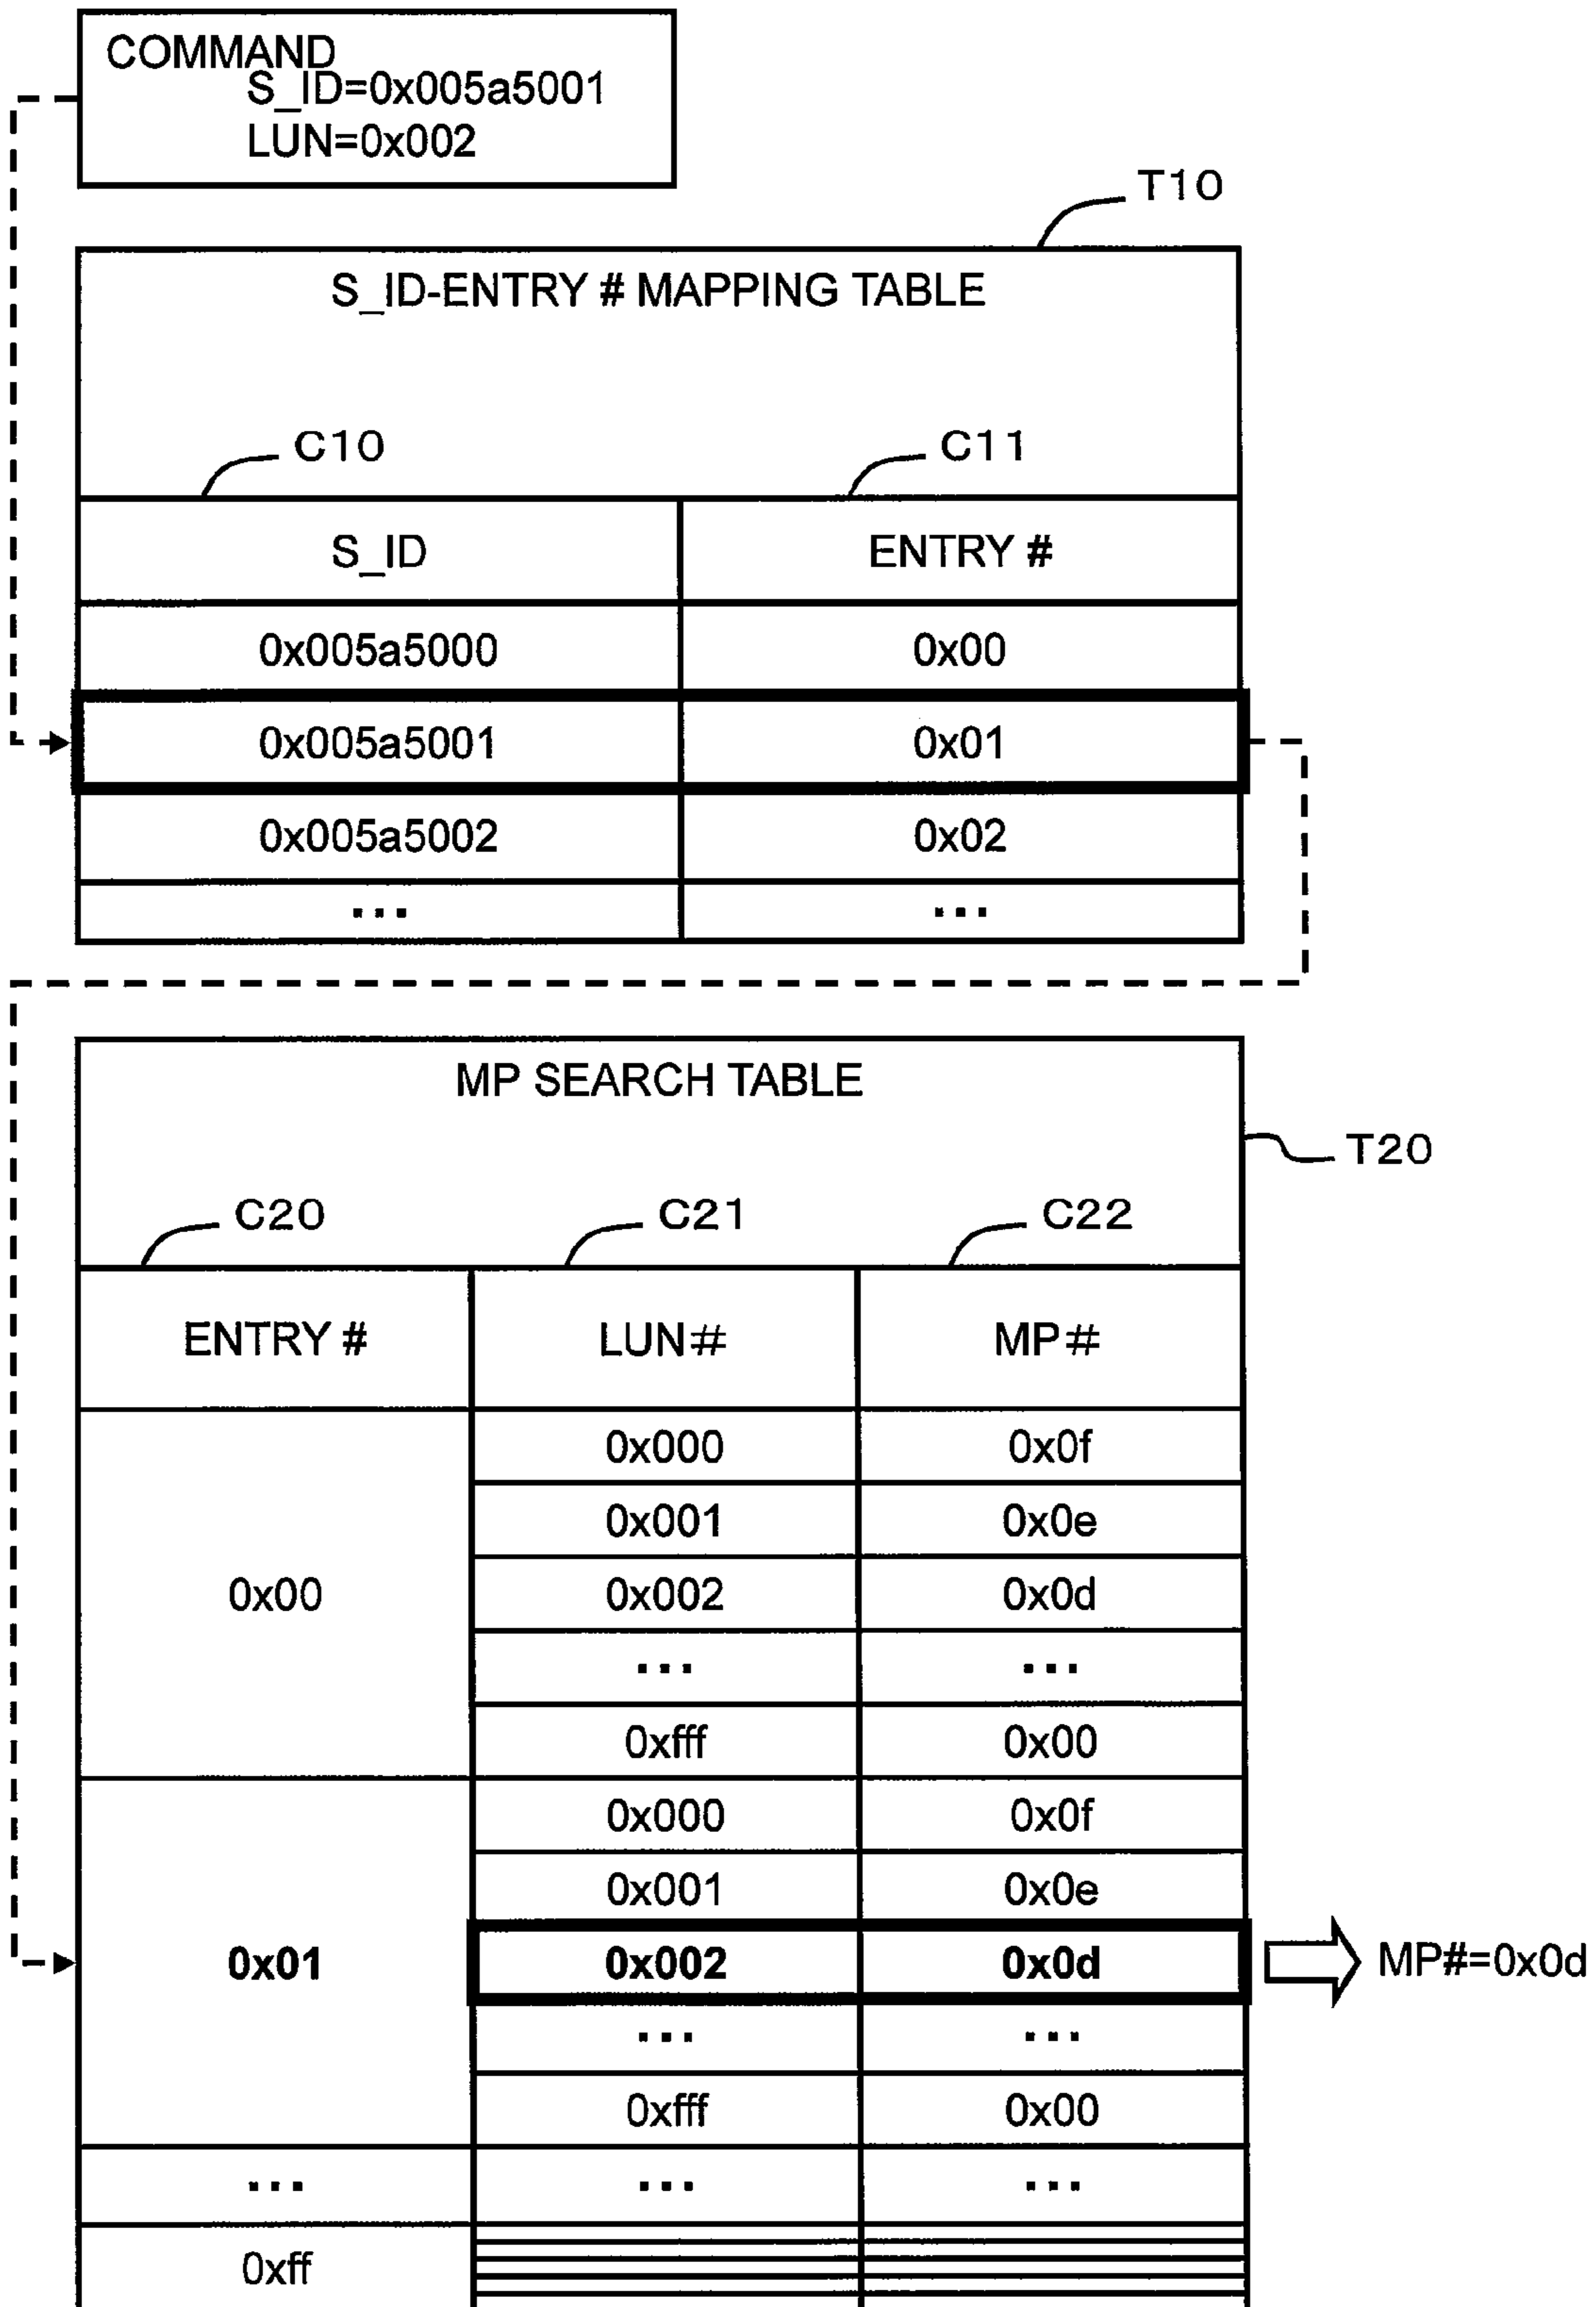 COMMAND
S_ID=0x005a5001
LUN=0x002
T10
S_ID-ENTRY # MAPPING TABLE
C10 C11
S_ID ENTRY #
0x005a5000 0x00
0x005a5001 0x01
0x005a5002 0x02
... ...
MP SEARCH TABLE
T20
C20 C21 C22
ENTRY # LUN# MP#
0x000 0x0f
0x001 0x0e
0x00 0x002 0x0d
... ...
0xfff 0x00
0x000 0x0f
0x001 0x0e
0x01 0x002 0x0d MP#=0x0d
... ...
0xfff 0x00
... ... ...
0xff